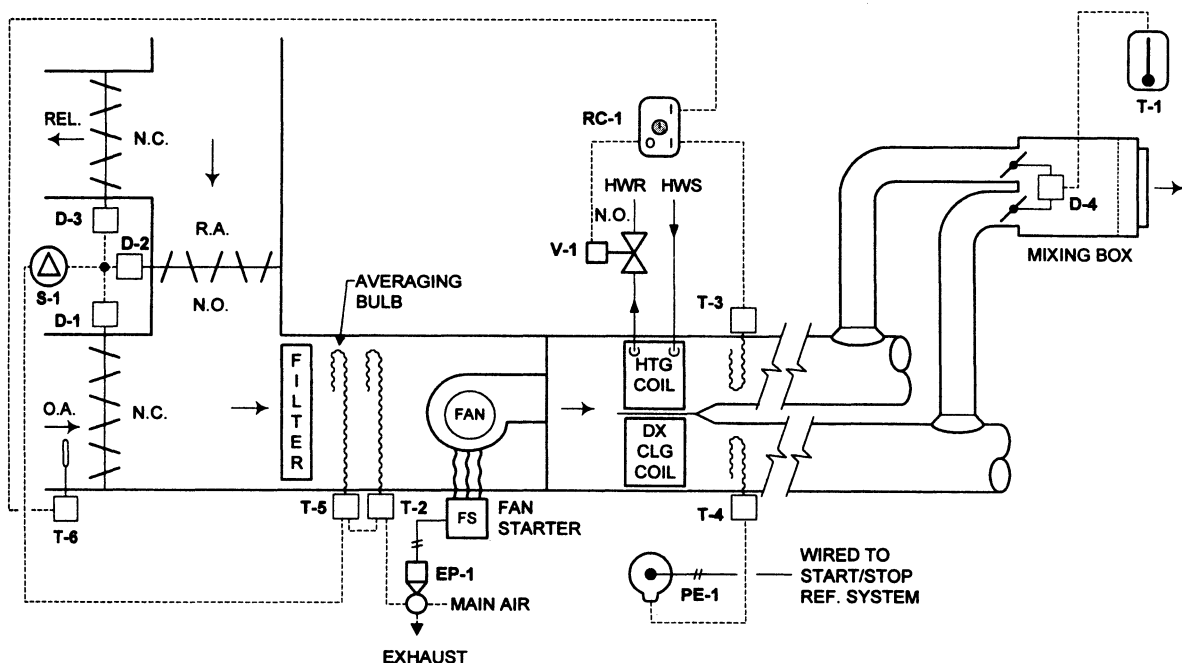 RC-1
I
O
I
T-1
REL.
N.C.
HWR
HWS
N.O.
V-1
D-3
D-2
R.A.
S-1
D-1
N.O.
D-4
MIXING BOX
AVERAGING
BULB
T-3
FILTER
HTG
COIL
O.A.
N.C.
FAN
DX
CLG
COIL
T-6
T-5
T-2
FS
FAN
STARTER
T-4
EP-1
MAIN AIR
EXHAUST
PE-1
WIRED TO
START/STOP
REF. SYSTEM